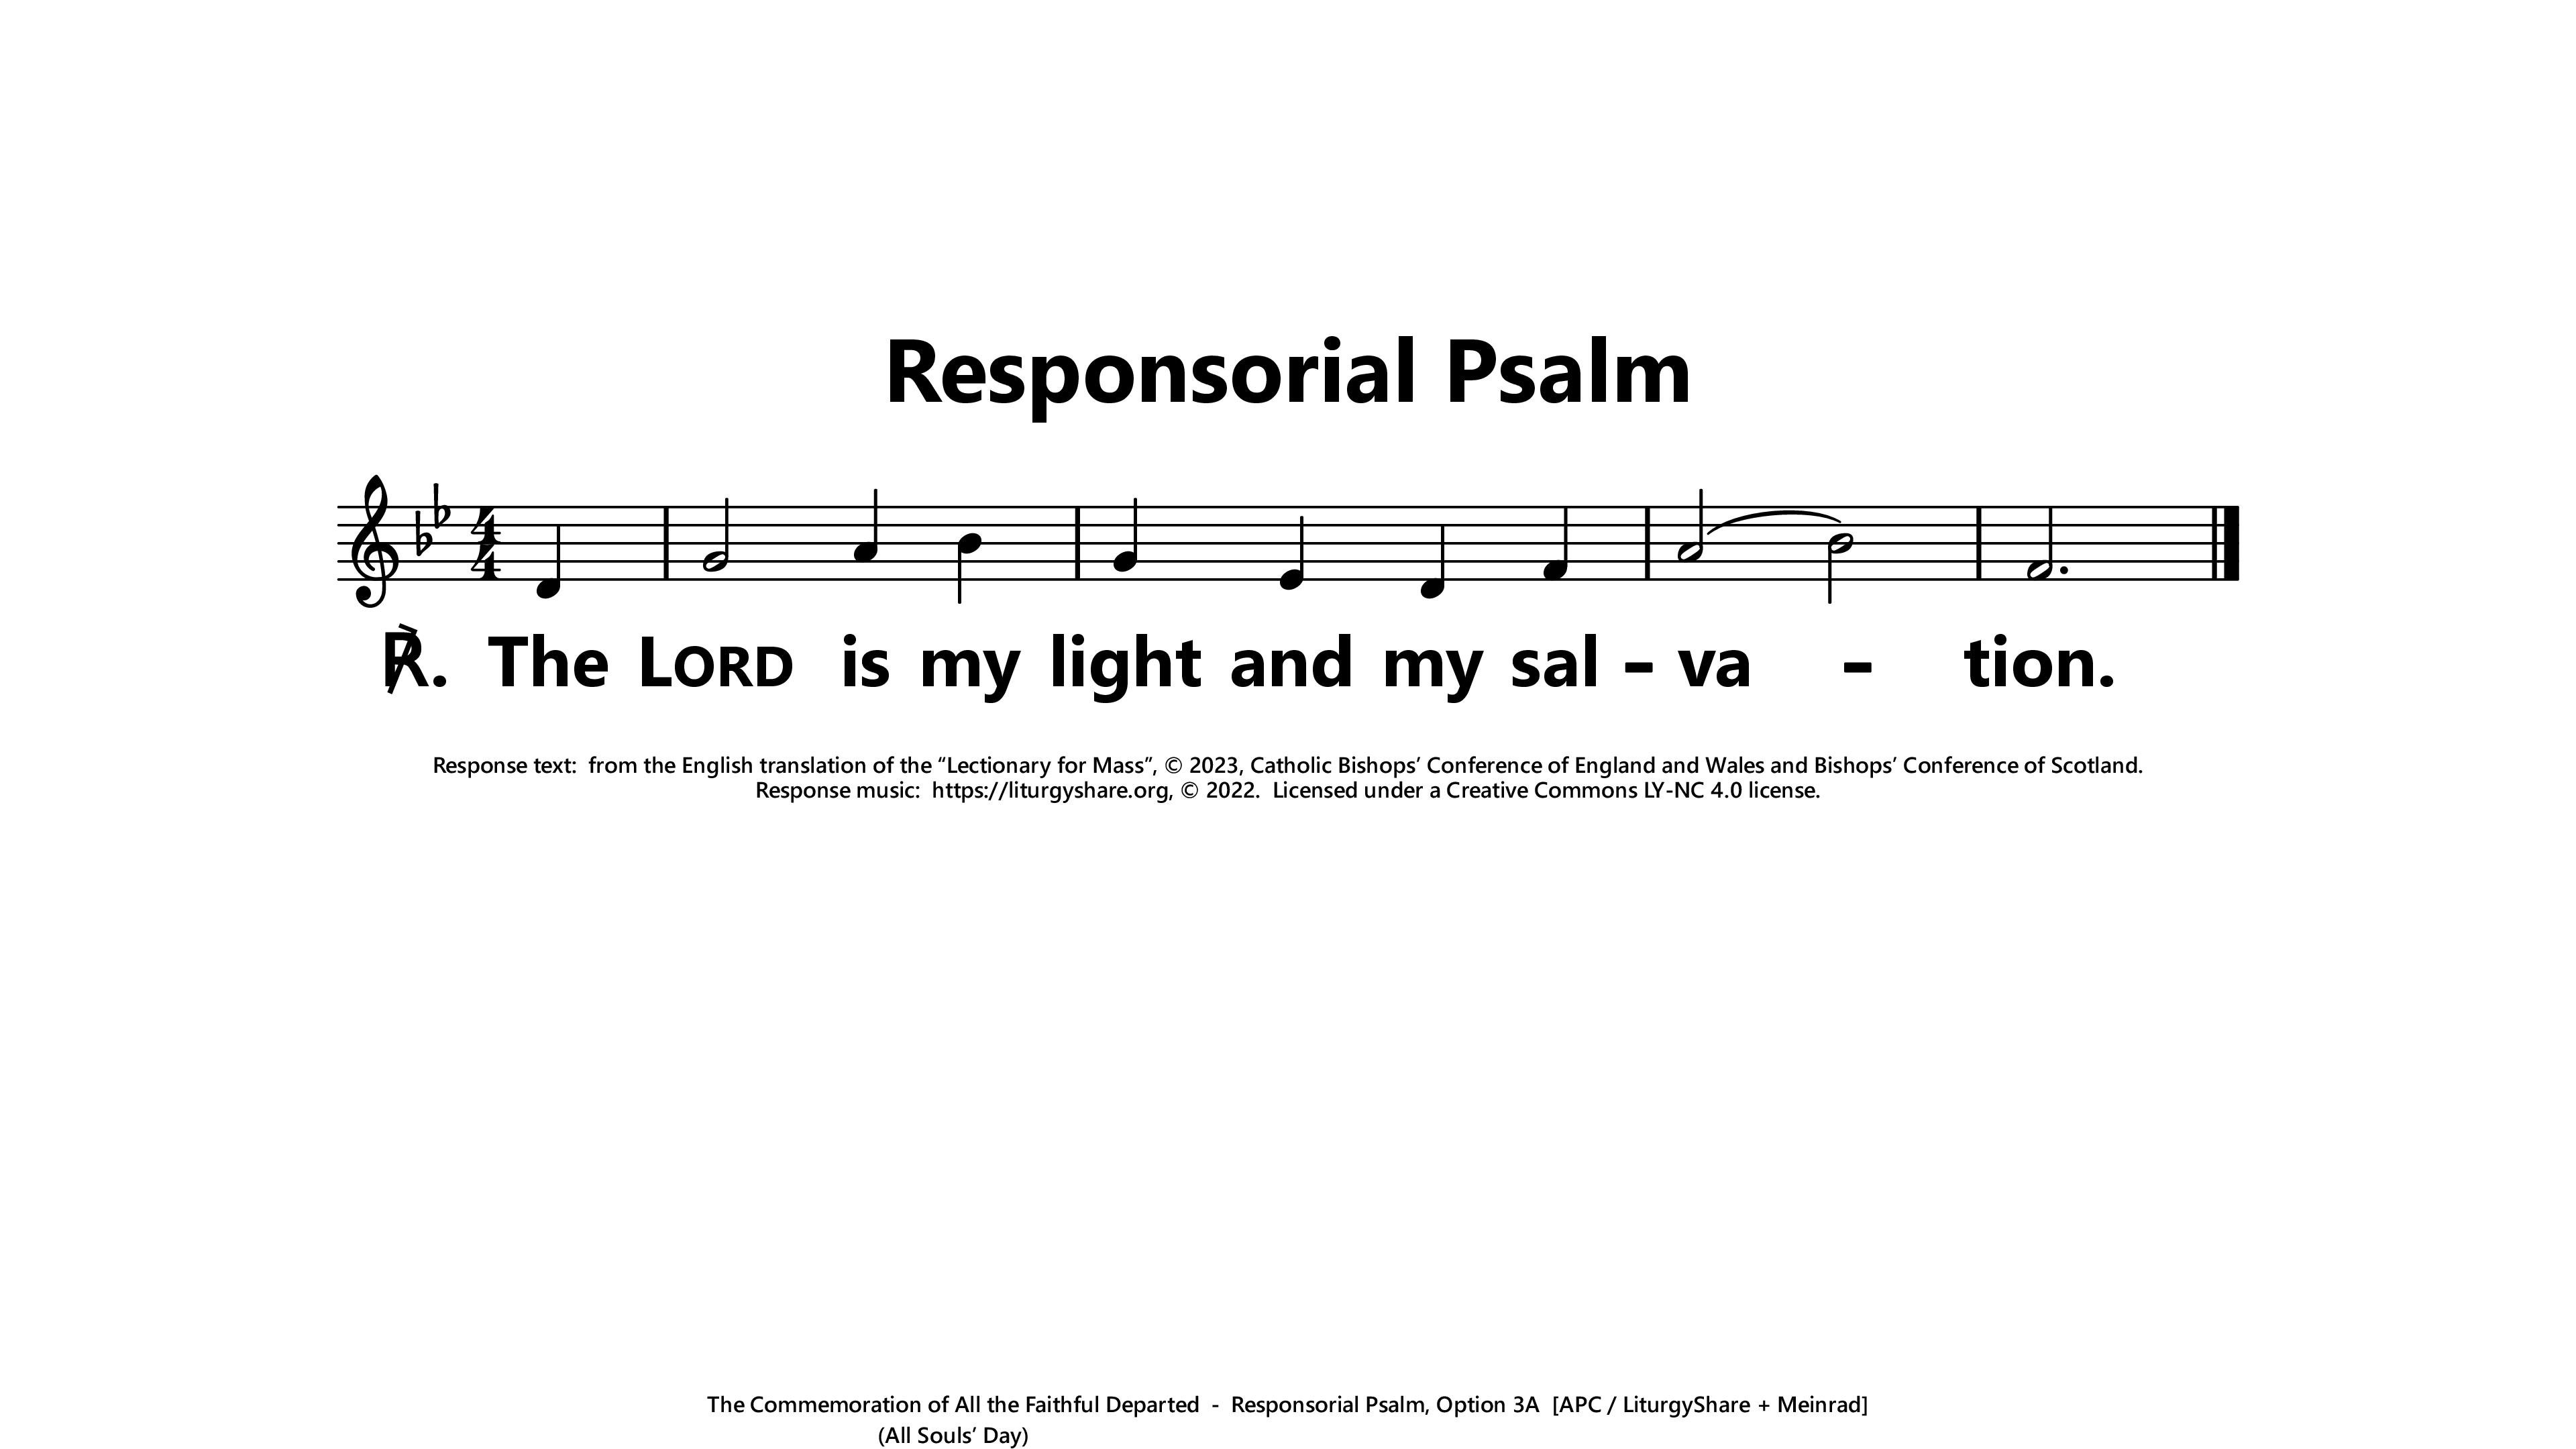 Responsorial Psalm
℟. The LORD is my light and my sal - va - tion.
Response text: from the English translation of the “Lectionary for Mass”, © 2023, Catholic Bishops’ Conference of England and Wales and Bishops’ Conference of Scotland.
Response music: https://liturgyshare.org, © 2022. Licensed under a Creative Commons LY-NC 4.0 license.
The Commemoration of All the Faithful Departed - Responsorial Psalm, Option 3A [APC / LiturgyShare + Meinrad]
(All Souls’ Day)